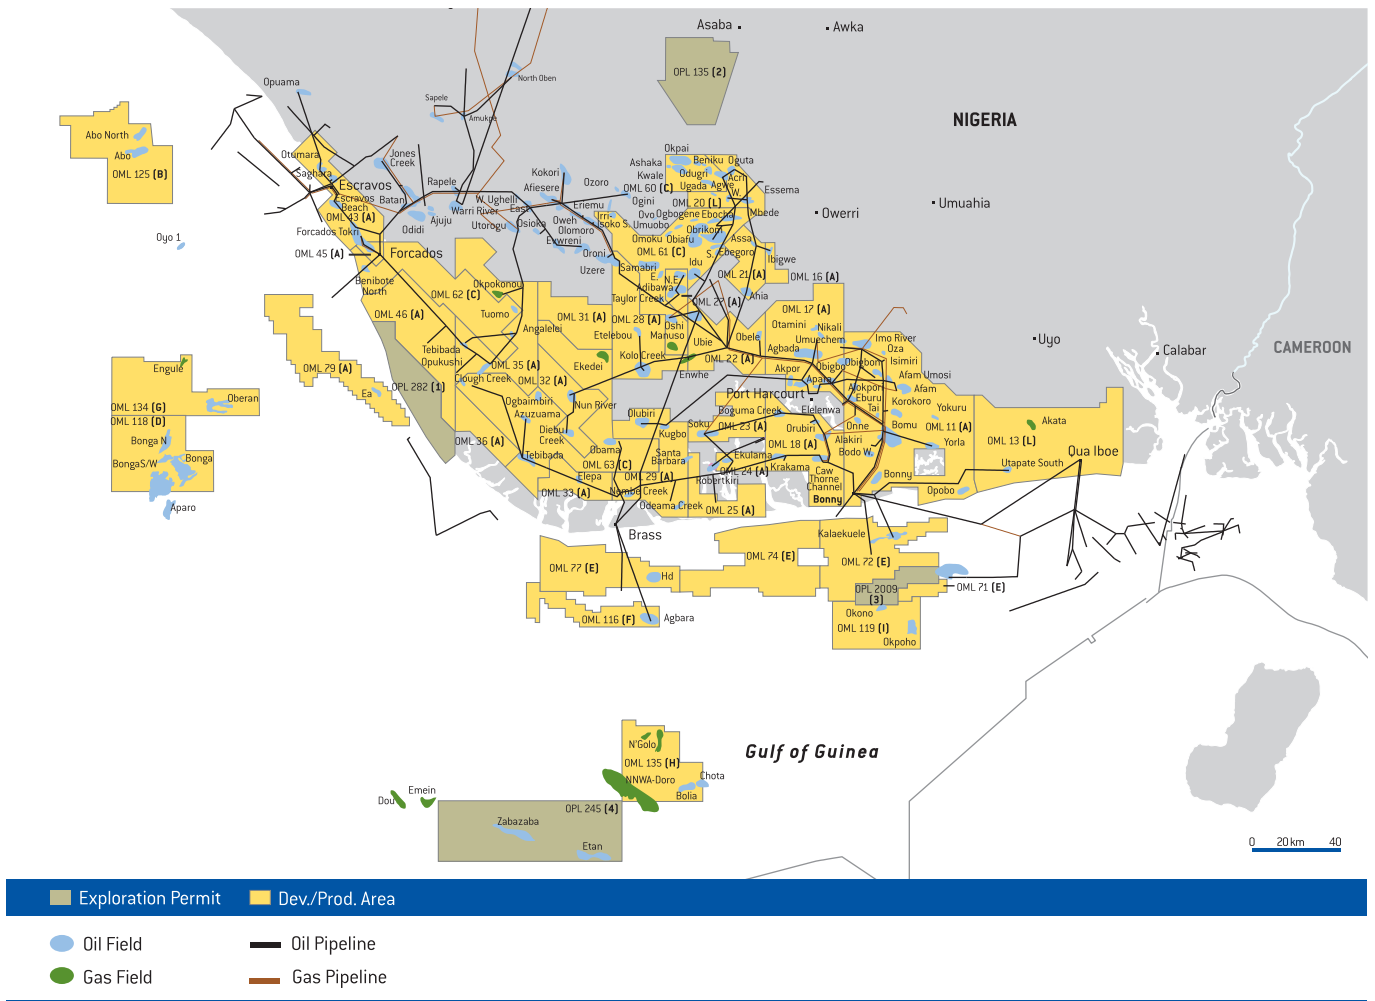 Asaba
Awka
OPL 135 (2)
North Oben
Opuama
Sapele
Amukpe
NIGERIA
Abo North
Abo
OML 125 (B)
Otumara
Saghara
Jones
Creek
Escravos
Escravos
Beach
OML 43 (A)
Batan
Rapele
Kokori
Afiesere
Ozoro
Eriemu
Okpai
Ashaka
Kwale
OML 60 (C)
Ogini
Beniku
Oguta
Odugri
Ugada
Agwe
Acri
W.
OML 20 (L)
Essema
Mbede
Owerri
Umuahia
Oyo 1
Forcados
Tokri
OML 45 (A)
Forcados
Odidi
Ajuju
Warri River
W. Ughelli
East
Utorogu
Osioka
Oweh
Olomoro
Exwreni
Irri-
Isoko S.
Oroni
Uzere
Ovo
Ogbogene
Ebocha
Umuobo
Obrikom
Omoku
Obiafu
OML 61 (C)
Assa
S.
Ebegoro
Ibigwe
Idu
Samabri
E.
N.E.
Adibawa
Taylor Creek
OML 21 (A)
OML 16 (A)
Ahia
Benibote
North
OML 46 (A)
OML 62 (C)
Okpokonou
Tuomo
Angalelei
OML 31 (A)
OML 28 (A)
Etelebou
Oshi
Manuso
Ubie
Kolo Creek
Enwhe
OML 22 (A)
Obele
OML 17 (A)
Otamini
Nikali
Umuechem
Agbada
Imo River
Oza
Isimiri
Uyo
Calabar
CAMEROON
Engule
OML 79 (A)
Ea
Tebibada
Opukushi
OPL 282 (1)
Clough Creek
OML 35 (A)
OML 32 (A)
Ekedei
Ogbaimbiri
Azuzuama
Nun River
Diebu
Creek
Akpor
Apara
Obigbo
Obiebom
Afam
Umosi
Afam
Alokpori
Eburu
Tai
Korokoro
Port Harcourt
Elelenwa
Oberan
OML 134 (G)
OML 118 (D)
Bonga N
BongaS/W
Bonga
Aparo
OML 36 (A)
Tebibada
OML 33 (A)
Olubiri
Kugbo
Soku
Boguma Creek
OML 23 (A)
Orubiri
OML 18 (A)
Onne
Alakiri
Bodo W.
Bomu
Yokuru
OML 11 (A)
Yorla
Akata
OML 13 (L)
Utapate South
Qua Iboe
Obama
OML 63 (C)
Elepa
OML 29 (A)
Nembe Creek
Odeama Creek
Santa
Barbara
Robertkiri
Ekulama
OML 24 (A)
Krakama
Caw
Thorne
Channel
Bonny
Bonny
Opobo
OML 25 (A)
Brass
OML 77 (E)
Hd
OML 74 (E)
Kalaekuele
OML 72 (E)
OPL 2009
(3)
OML 71 (E)
Okono
OML 119 (I)
Okpoho
OML 116 (F)
Agbara
Gulf of Guinea
N'Golo
OML 135 (H)
NNWA-Doro
Chota
Bolia
Dou
Emein
OPL 245 (4)
Zabazaba
Etan
0 20 km 40
Exploration Permit
Dev./Prod. Area
Oil Field
Oil Pipeline
Gas Field
Gas Pipeline